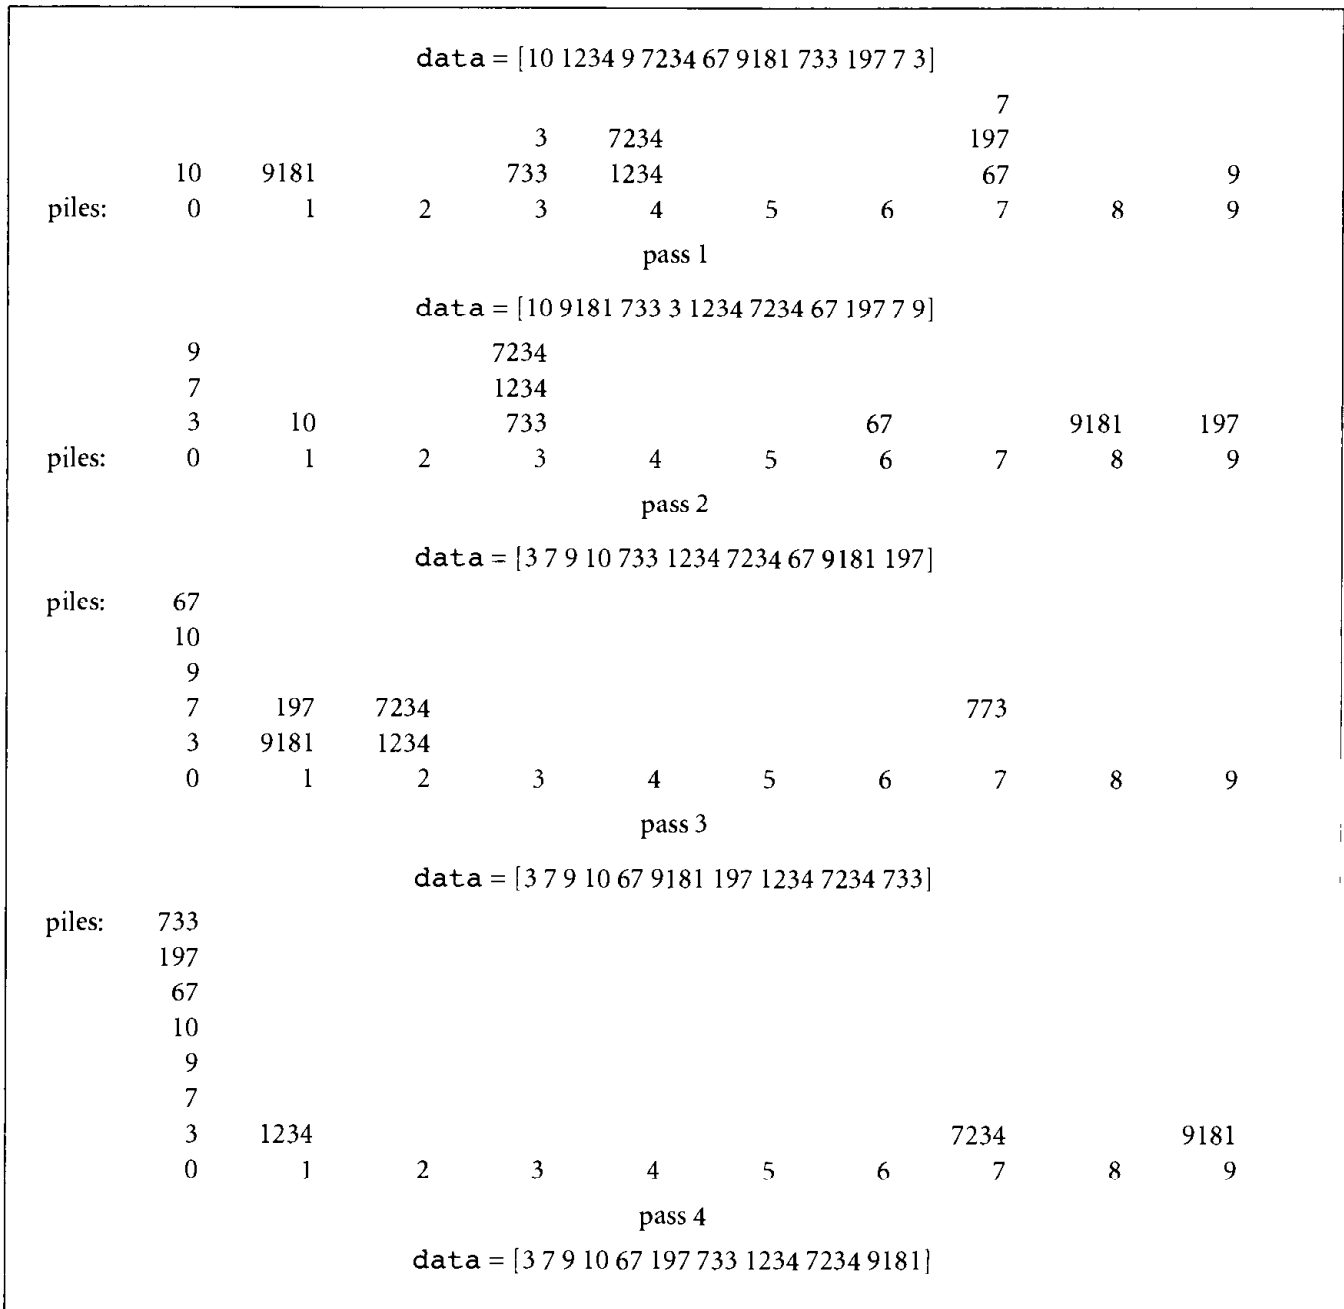 data = [10 1234 9 7234 67 9181 733 197 7 3]
7
3 7234 197
10 9181 733 1234 67 9
piles: 0 1 2 3 4 5 6 7 8 9
pass 1
data = [10 9181 733 3 1234 7234 67 197 7 9]
9 7234
7 1234
3 10 733 67 9181 197
piles: 0 1 2 3 4 5 6 7 8 9
pass 2
data = [3 7 9 10 733 1234 7234 67 9181 197]
piles: 67
10
9
7 197 7234 773
3 9181 1234
0 1 2 3 4 5 6 7 8 9
pass 3
data = [3 7 9 10 67 9181 197 1234 7234 733]
piles: 733
197
67
10
9
7
3 1234 7234 9181
0 1 2 3 4 5 6 7 8 9
pass 4
data = [3 7 9 10 67 197 733 1234 7234 9181]